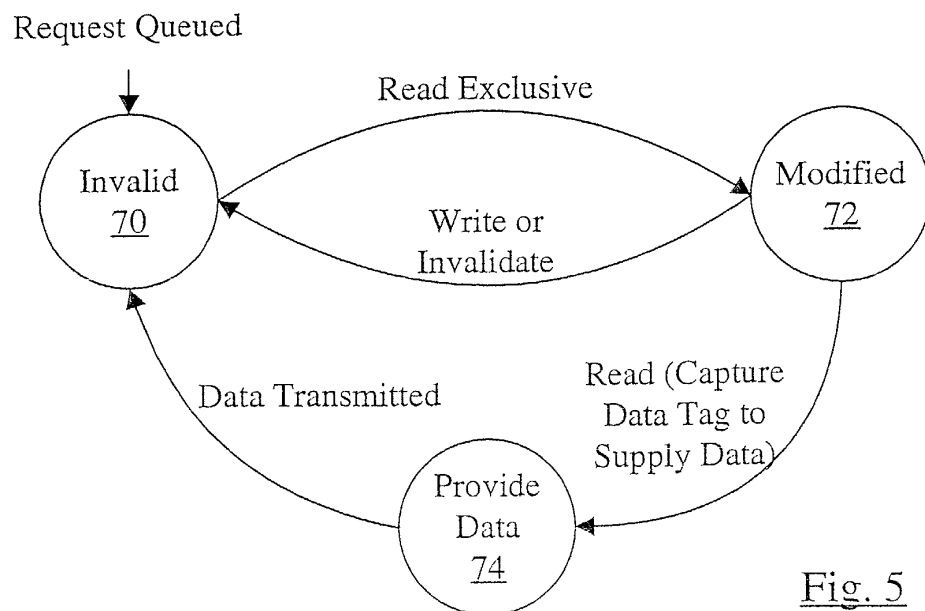 Request Queued
Read Exclusive
Invalid
70
Modified
72
Write or
Invalidate
Data Transmitted
Read (Capture
Data Tag to
Supply Data)
Provide
Data
74
Fig. 5